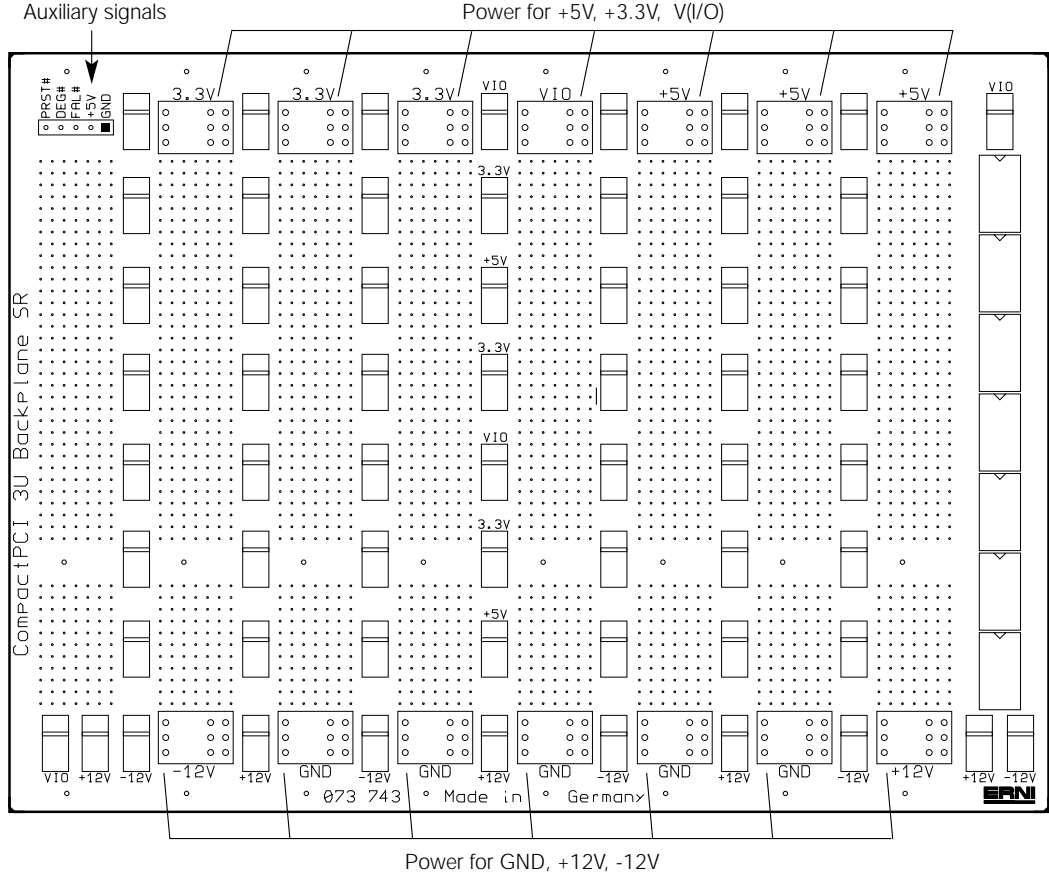 Auxiliary signals
Power for +5V, +3.3V, V(I/O)
PRST#
DEG#
FAL#
+5V
GND
3.3V
3.3V
3.3V
VIO
VIO
+5V
+5V
+5V
VIO
3.3V
+5V
3.3V
VIO
3.3V
+5V
CompactPCI 3U Backplane SR
VIO
+12V
-12V
-12V
+12V
GND
-12V
GND
+12V
GND
-12V
GND
+12V
GND
-12V
+12V
+12V
-12V
073 743 Made in Germany
ERNI
Power for GND, +12V, -12V